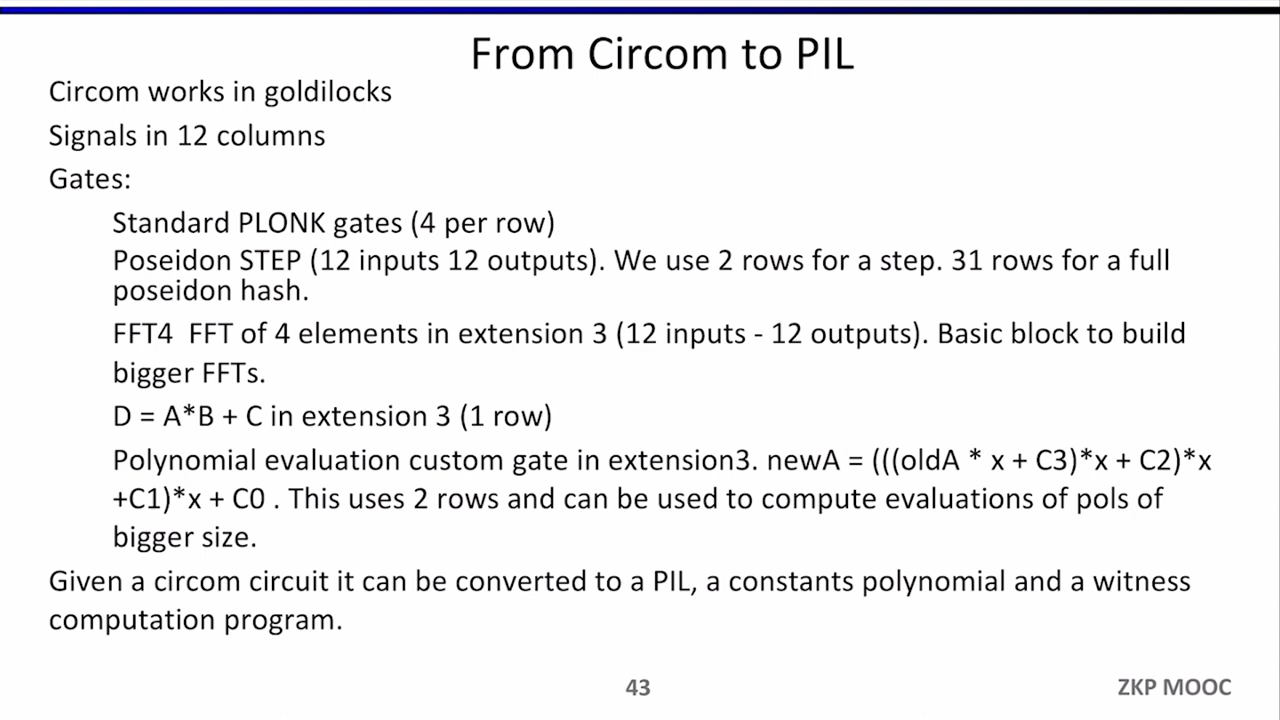 From Circom to PIL
Circom works in goldilocks
Signals in 12 columns
Gates:
Standard PLONK gates (4 per row)
Poseidon STEP (12 inputs 12 outputs). We use 2 rows for a step. 31 rows for a full
poseidon hash.
FFT4 FFT of 4 elements in extension 3 (12 inputs - 12 outputs). Basic block to build
bigger FFTs.
D = A*B + C in extension 3 (1 row)
Polynomial evaluation custom gate in extension3. newA = (((oldA * x + C3)*x + C2)*x
+C1)*x + C0 . This uses 2 rows and can be used to compute evaluations of pols of
bigger size.
Given a circom circuit it can be converted to a PIL, a constants polynomial and a witness
computation program.
43
ZKP MOOC